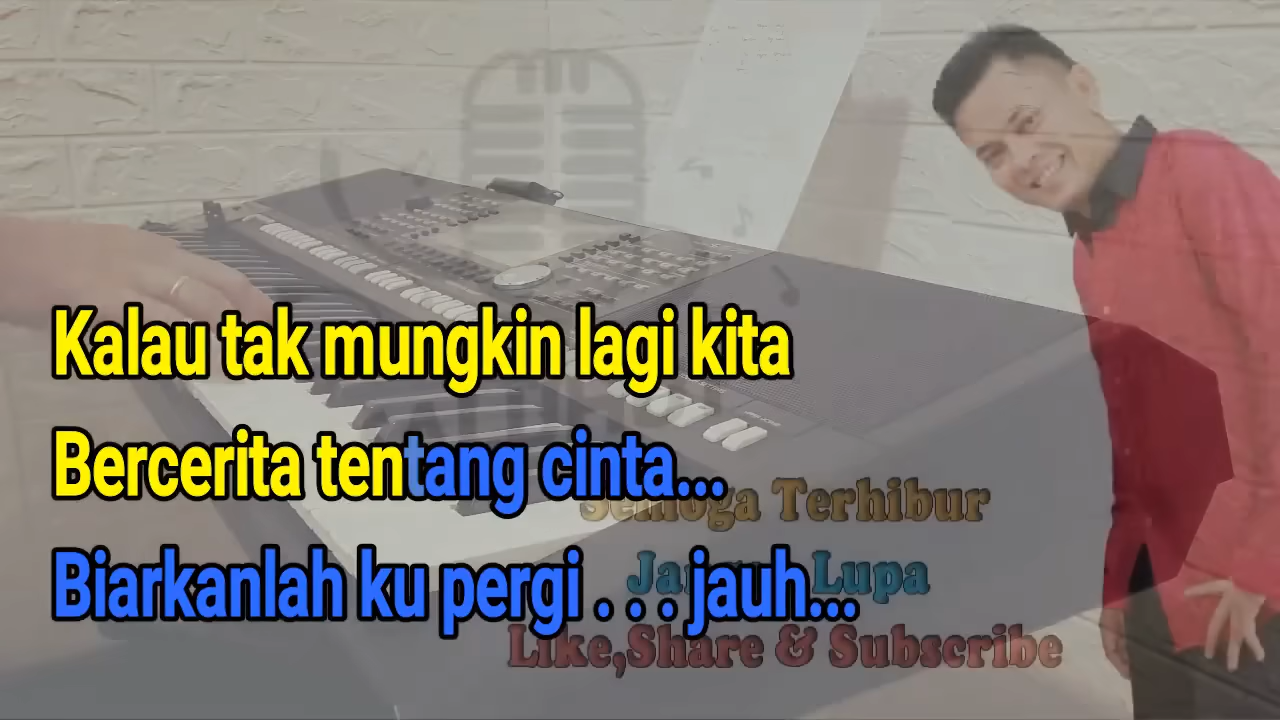 Kalau tak mungkin lagi kita
Bercerita tentang cinta...
Biarkanlah ku pergi . . . jauh...
Semoga Terhibur
Lupa
Like,Share & Subscribe